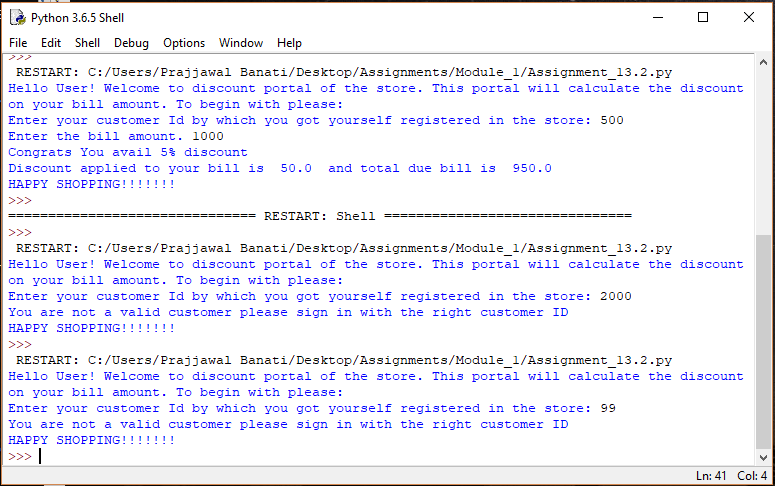 Python 3.6.5 Shell
File Edit Shell Debug Options Window Help
>>>
 RESTART: C:/Users/Prajjawal Banati/Desktop/Assignments/Module_1/Assignment_13.2.py
Hello User! Welcome to discount portal of the store. This portal will calculate the discount
on your bill amount. To begin with please:
Enter your customer Id by which you got yourself registered in the store: 500
Enter the bill amount. 1000
Congrats You avail 5% discount
Discount applied to your bill is  50.0  and total due bill is  950.0
HAPPY SHOPPING!!!!!!!
>>>
=============================== RESTART: Shell ===============================
>>>
 RESTART: C:/Users/Prajjawal Banati/Desktop/Assignments/Module_1/Assignment_13.2.py
Hello User! Welcome to discount portal of the store. This portal will calculate the discount
on your bill amount. To begin with please:
Enter your customer Id by which you got yourself registered in the store: 2000
You are not a valid customer please sign in with the right customer ID
HAPPY SHOPPING!!!!!!!
>>>
 RESTART: C:/Users/Prajjawal Banati/Desktop/Assignments/Module_1/Assignment_13.2.py
Hello User! Welcome to discount portal of the store. This portal will calculate the discount
on your bill amount. To begin with please:
Enter your customer Id by which you got yourself registered in the store: 99
You are not a valid customer please sign in with the right customer ID
HAPPY SHOPPING!!!!!!!
>>>
Ln: 41 Col: 4